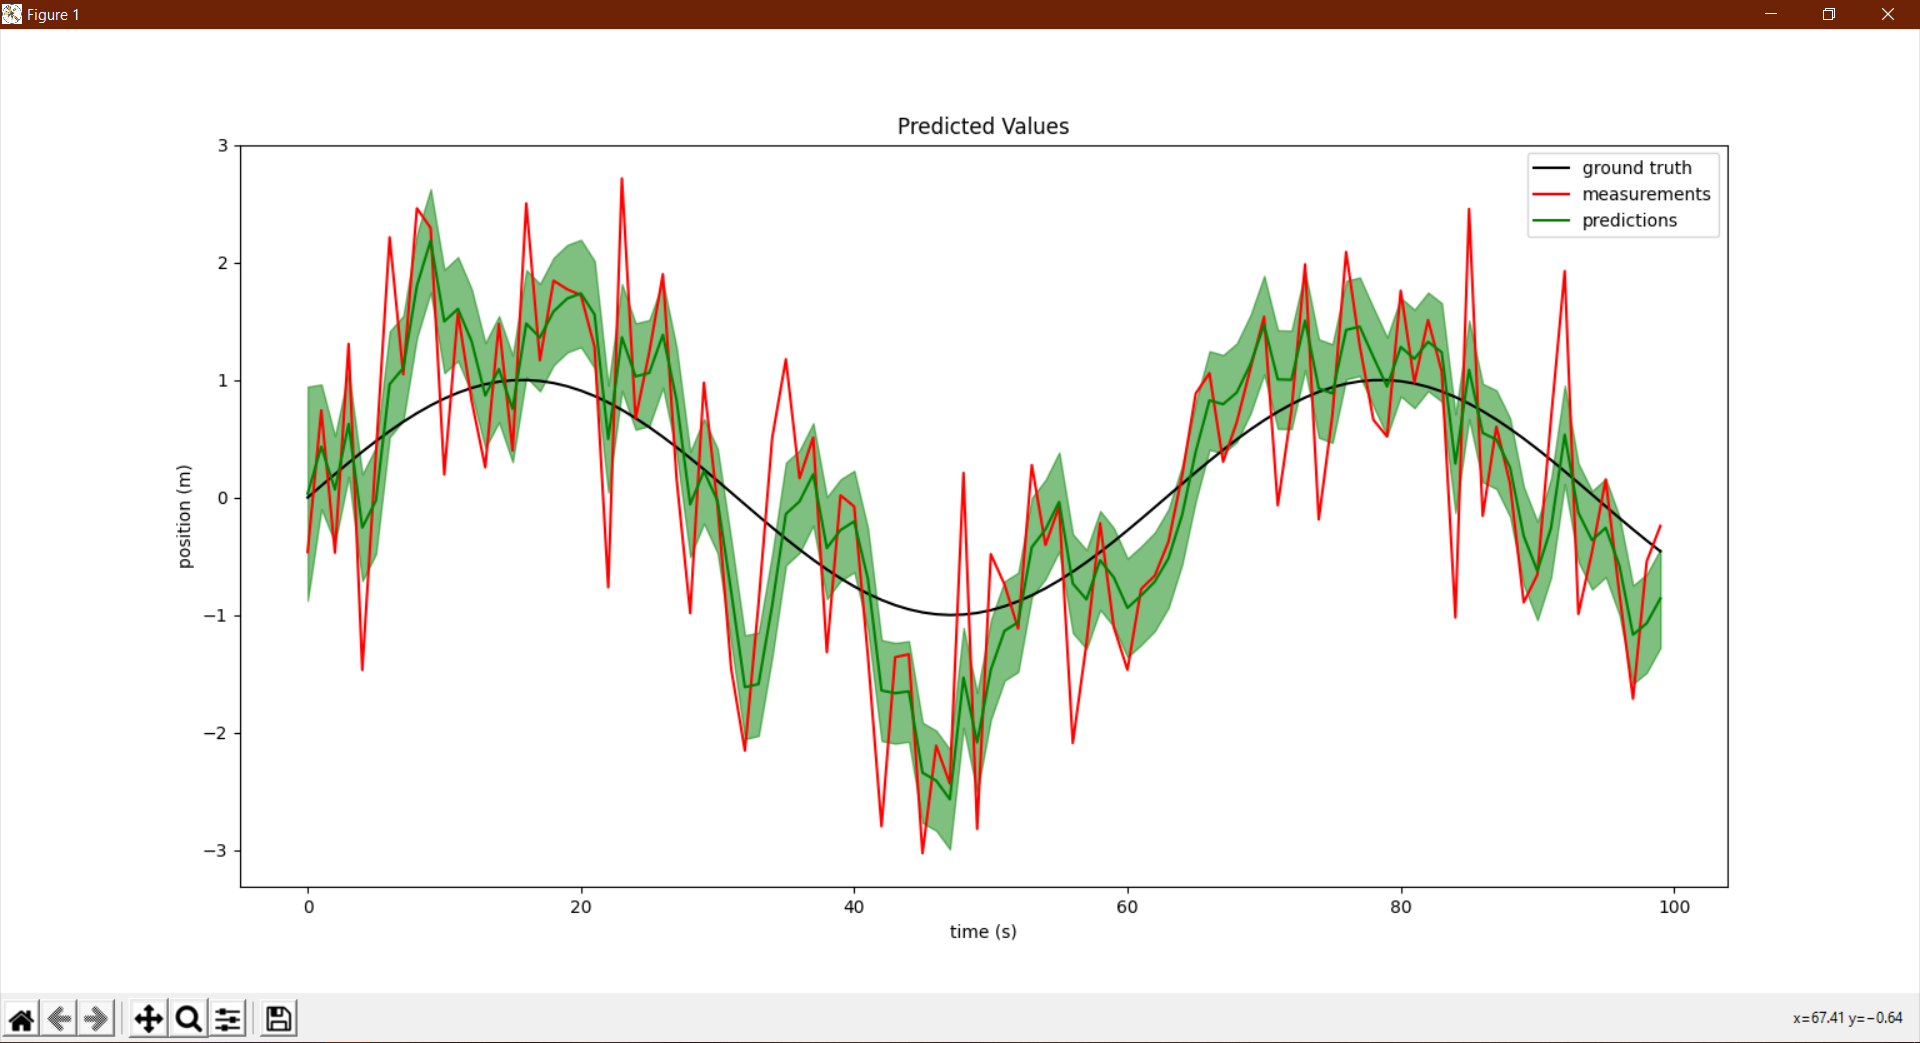 Figure 1
Predicted Values
ground truth
measurements
predictions
3
2
1
0
−1
−2
−3
position (m)
0 20 40 60 80 100
time (s)
x=67.41 y=−0.64